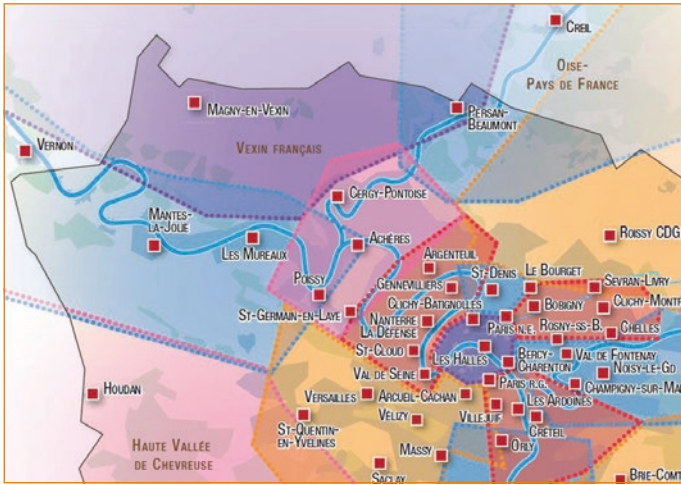 CREIL
OISE-
PAYS DE FRANCE
MAGNY-EN-VEXIN
PERSAN-
BEAUMONT
VERNON
VEXIN FRANÇAIS
CERGY-PONTOISE
MANTES-
LA-JOLIE
LES MUREAUX
ACHÈRES
ROISSY CDG
ARGENTEUIL
POISSY
GENNEVILLIERS
ST-DENIS
LE BOURGET
SEVRAN-LIVRY
ST-GERMAIN-EN-LAYE
CLICHY-BATIGNOLLES
BOBIGNY
CLICHY-MONTF
NANTERRE
LA DÉFENSE
PARIS N.E.
ROSNY-SS-B.
CHELLES
ST-CLOUD
LES HALLES
BERCY-
CHARENTON
VAL DE FONTENAY
NOISY-LE-GD
VAL DE SEINE
PARIS R.G.
CHAMPIGNY-SUR-MA
HOUDAN
VERSAILLES
ARCUEIL-CACHAN
LES ARDOINES
VÉLIZY
VILLEJUIF
CRÉTEIL
ST-QUENTIN-
EN-YVELINES
HAUTE VALLÉE
DE CHEVREUSE
MASSY
ORLY
SACLAY
BRIE-COMT